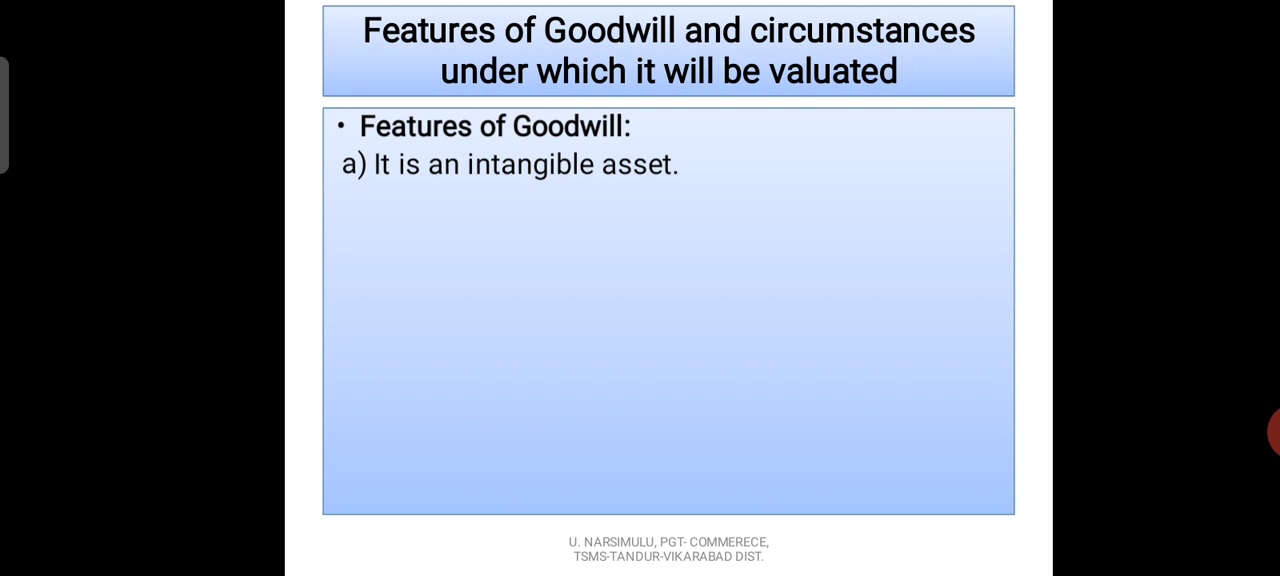 Features of Goodwill and circumstances
under which it will be valuated
• Features of Goodwill:
a) It is an intangible asset.
U. NARSIMULU, PGT- COMMERECE,
TSMS-TANDUR-VIKARABAD DIST.